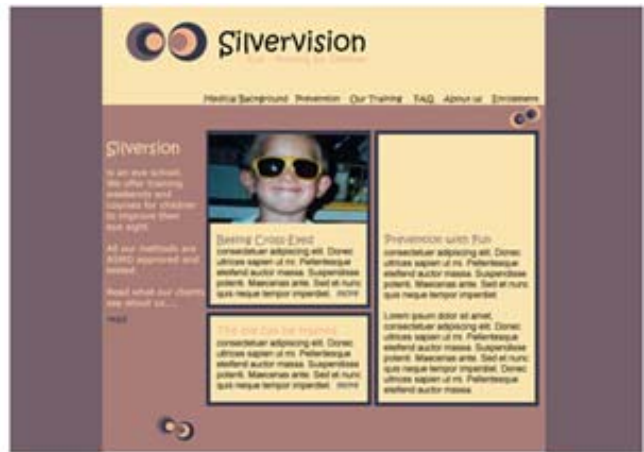 Silvervision
Medical Background Prevention Our Training FAQ About us Enrollment
Silversion
is an eye school.
We offer training
weekends and
courses for children
to improve their
eye sight.
All our methods are
approved and
tested.
Read what our clients
say about us....
read
Beeing Cross-Eyed
consectetuer adipiscing elit. Donec
ultrices sapien ut mi. Pellentesque
eleifend auctor massa. Suspendisse
potenti. Maecenas ante. Sed et nunc
quis neque tempor imperdiet. more
The eye can be trained
consectetuer adipiscing elit. Donec
ultrices sapien ut mi. Pellentesque
eleifend auctor massa. Suspendisse
potenti. Maecenas ante. Sed et nunc
quis neque tempor imperdiet. more
Prevention with Fun
consectetuer adipiscing elit. Donec
ultrices sapien ut mi. Pellentesque
eleifend auctor massa. Suspendisse
potenti. Maecenas ante. Sed et nunc
quis neque tempor imperdiet.
Lorem ipsum dolor sit amet,
consectetuer adipiscing elit. Donec
ultrices sapien ut mi. Pellentesque
eleifend auctor massa. Suspendisse
potenti. Maecenas ante. Sed et nunc
quis neque tempor imperdiet. Donec
ultrices sapien ut mi. Pellentesque
eleifend auctor massa.